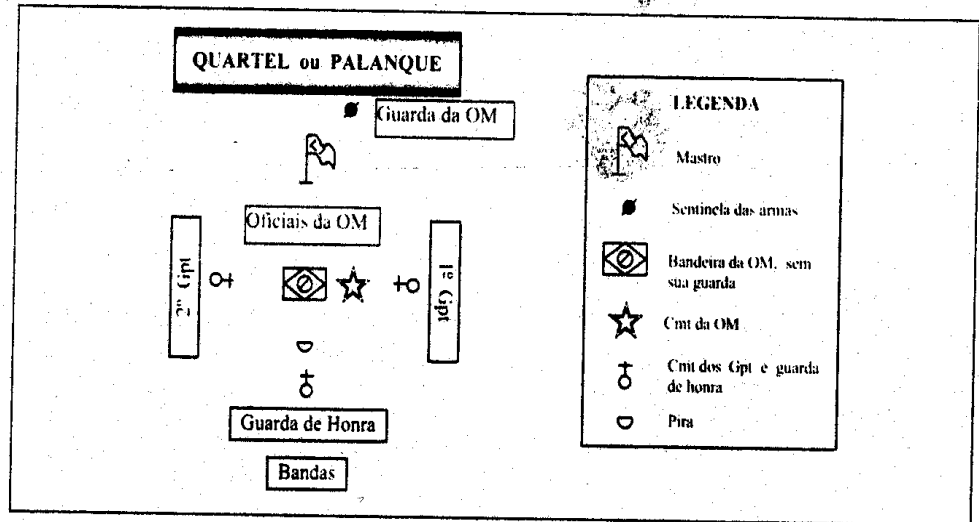 QUARTEL ou PALANQUE
Guarda da OM
Oficiais da OM
2º Gpt
1º Gpt
Guarda de Honra
Bandas
LEGENDA
Mastro
Sentinela das armas
Bandeira da OM, sem
sua guarda
Cmt da OM
Cmt dos Gpt e guarda
de honra
Pira